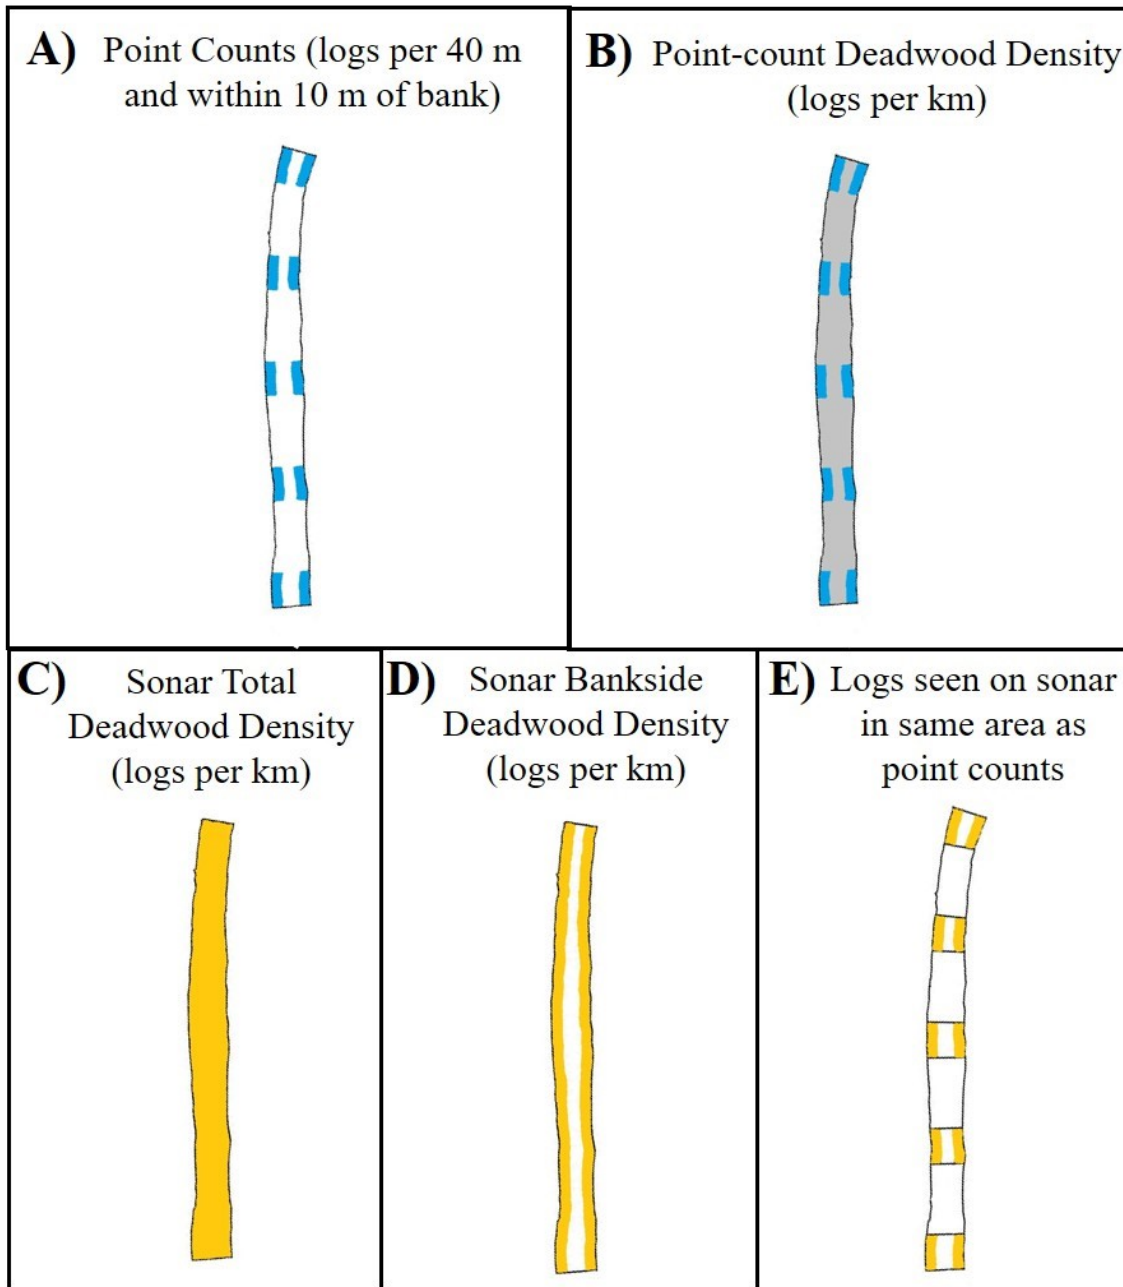 A) Point Counts (logs per 40 m
and within 10 m of bank)
B) Point-count Deadwood Density
(logs per km)
C) Sonar Total
Deadwood Density
(logs per km)
D) Sonar Bankside
Deadwood Density
(logs per km)
E) Logs seen on sonar
in same area as
point counts